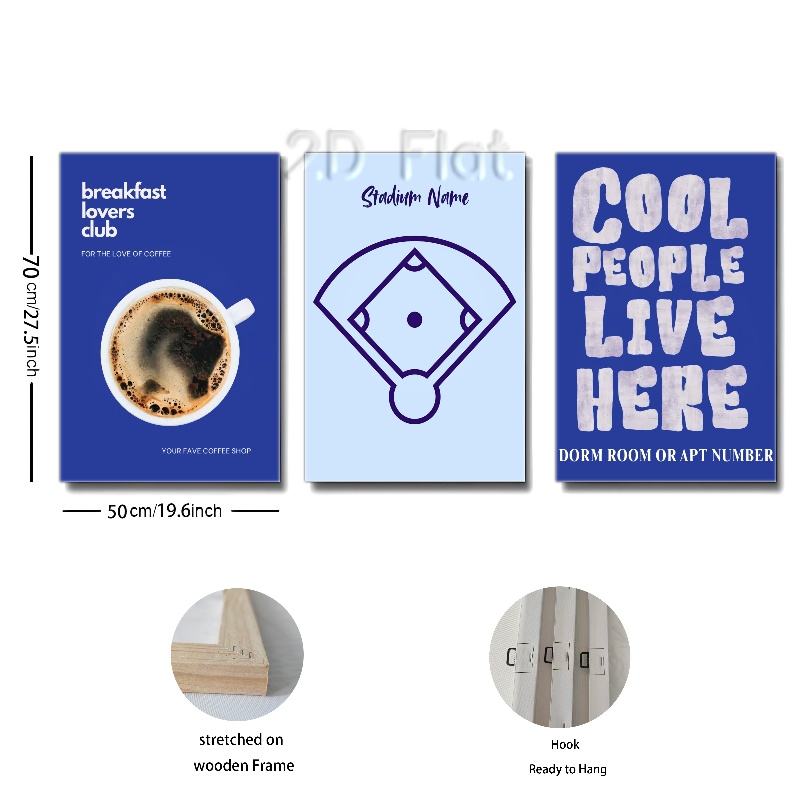 2D Flat
breakfast
lovers
club
FOR THE LOVE OF COFFEE
YOUR FAVE COFFEE SHOP
Stadium Name
COOL
PEOPLE
LIVE
HERE
DORM ROOM OR APT NUMBER
70 cm/27.5inch
50cm/19.6inch
stretched on
wooden Frame
Hook
Ready to Hang